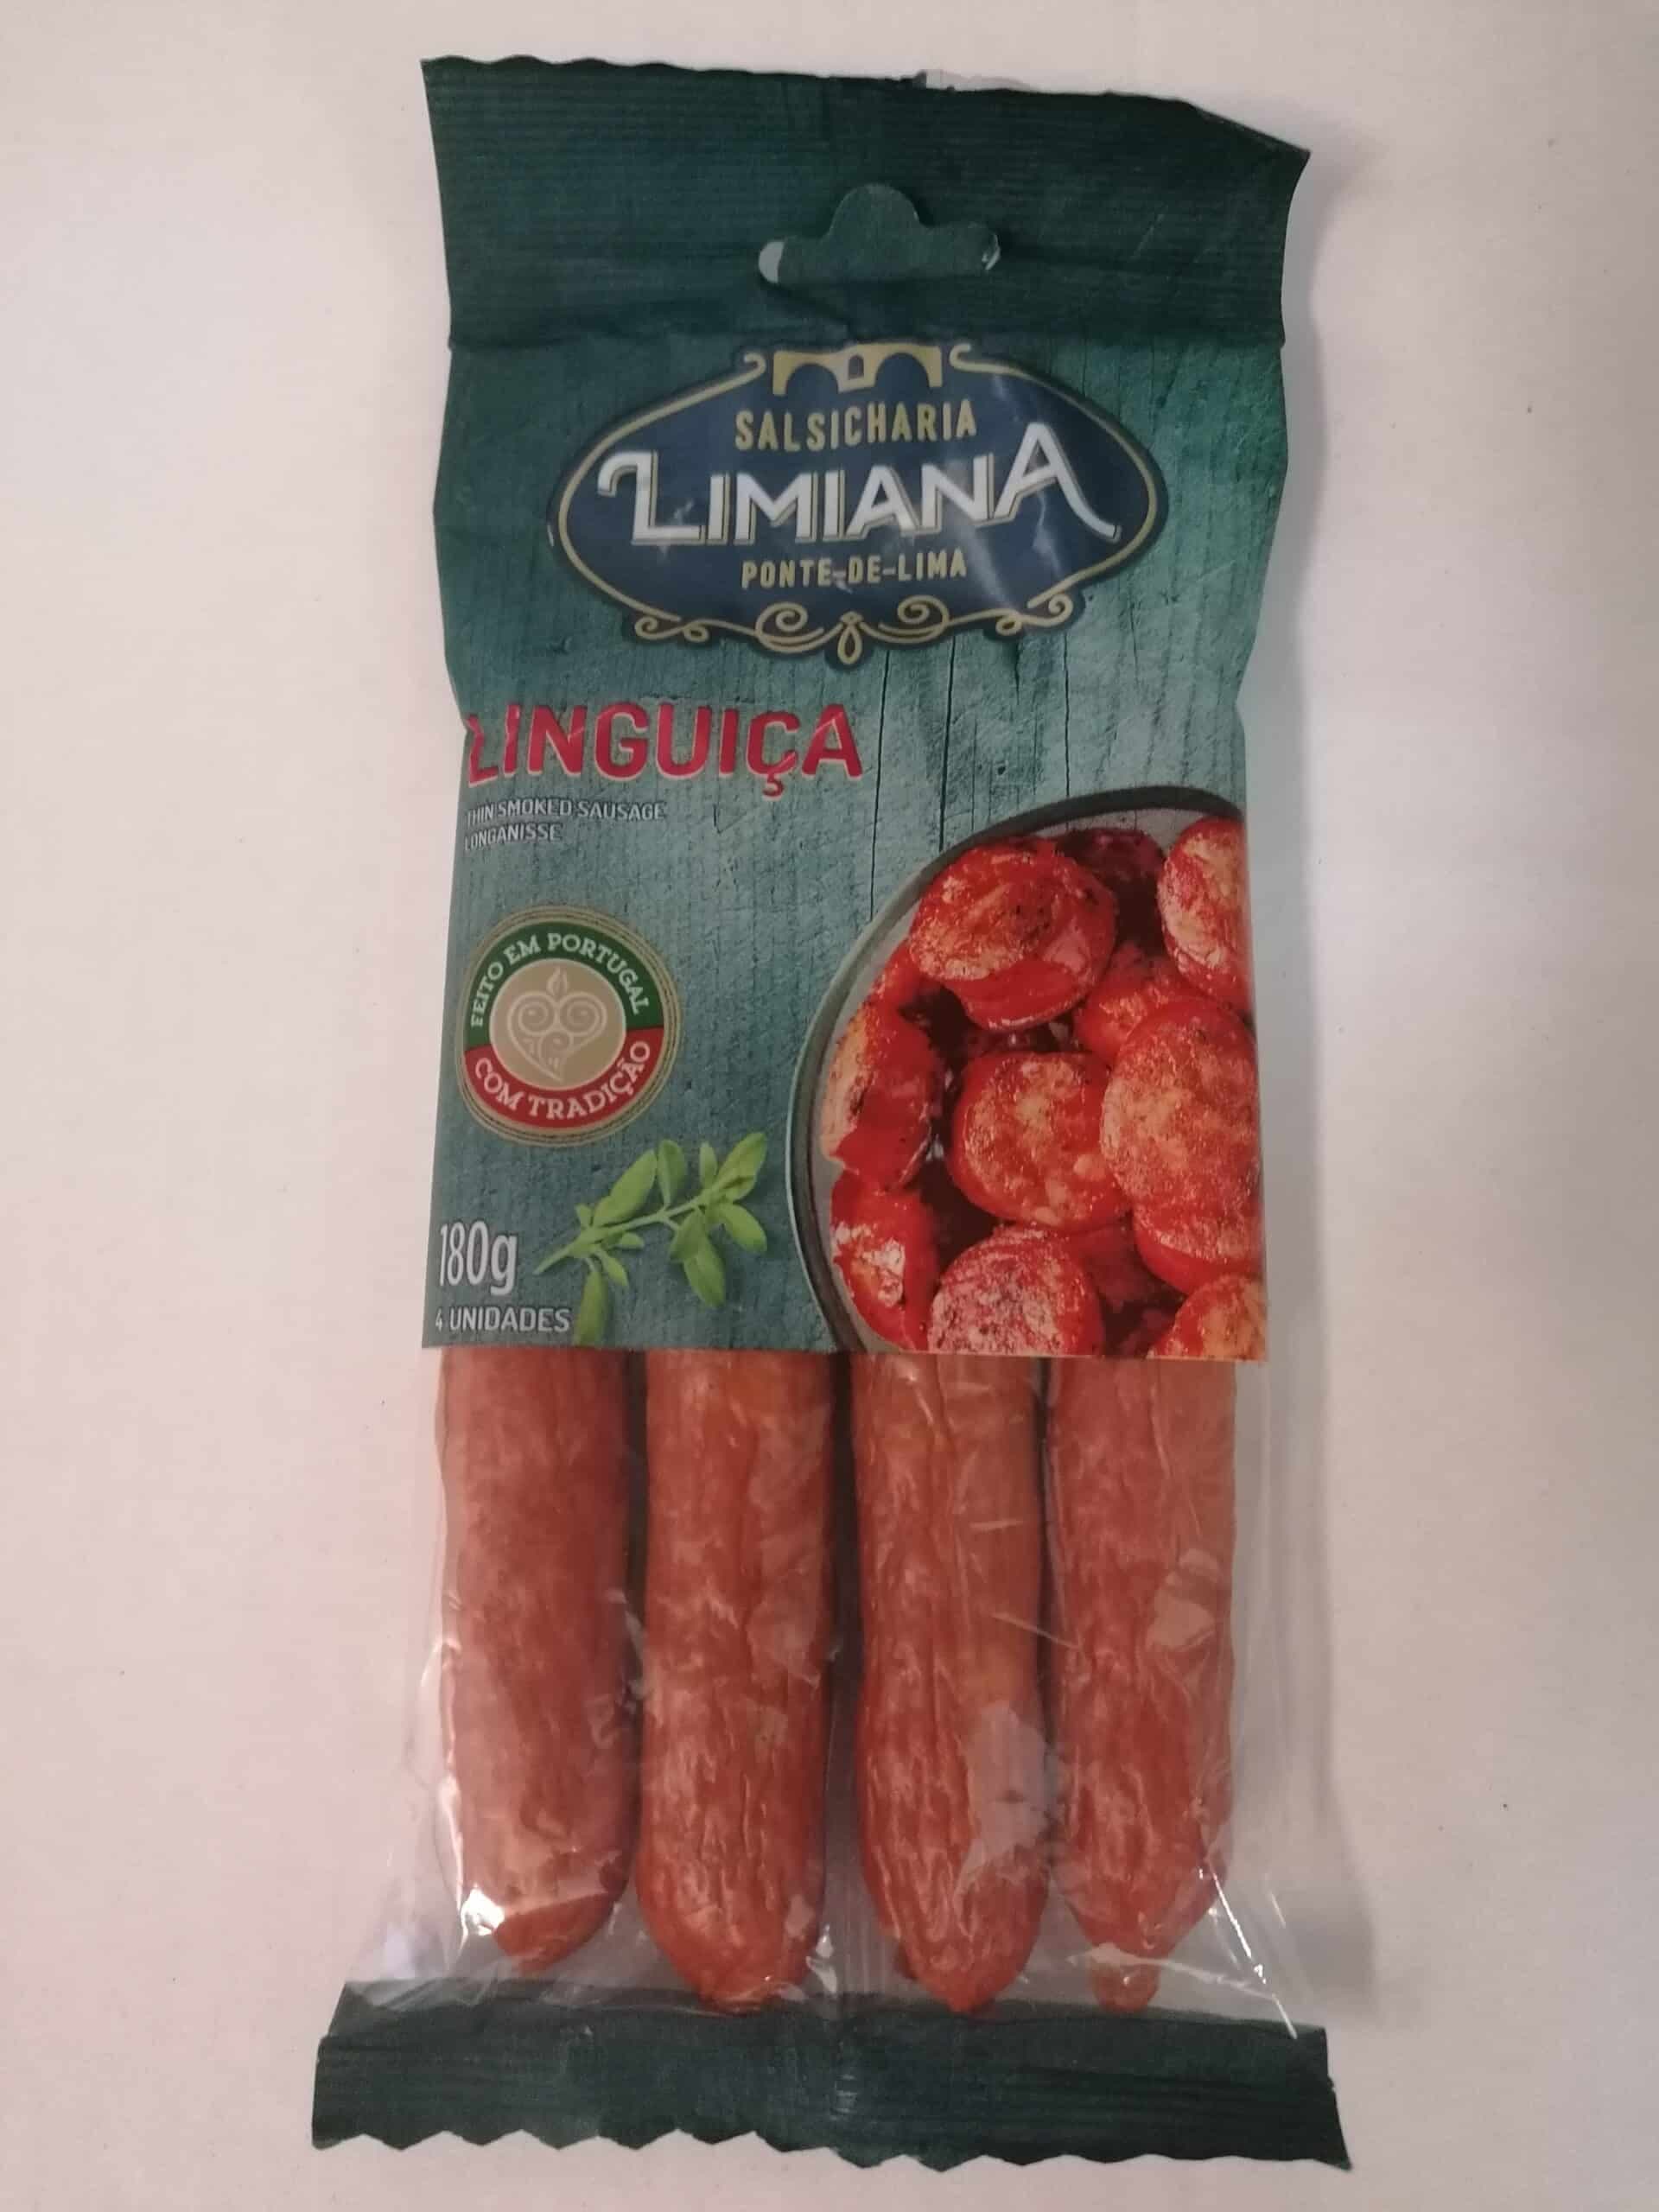 SALSICHARIA
LIMIANA
PONTE-DE-LIMA
LINGUIÇA
THIN SMOKED SAUSAGE
LONGANISSE
FEITO EM PORTUGAL
COM TRADIÇÃO
180g
4 UNIDADES